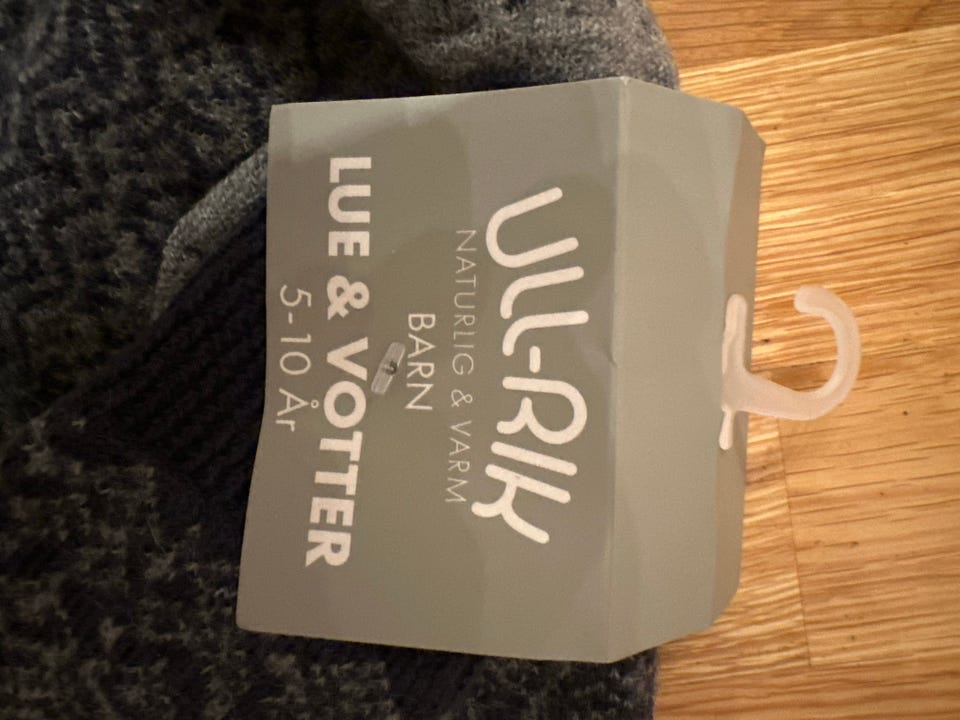 ULL-RIK
NATURLIG & VARM
BARN
LUE & VOTTER
5-10 År